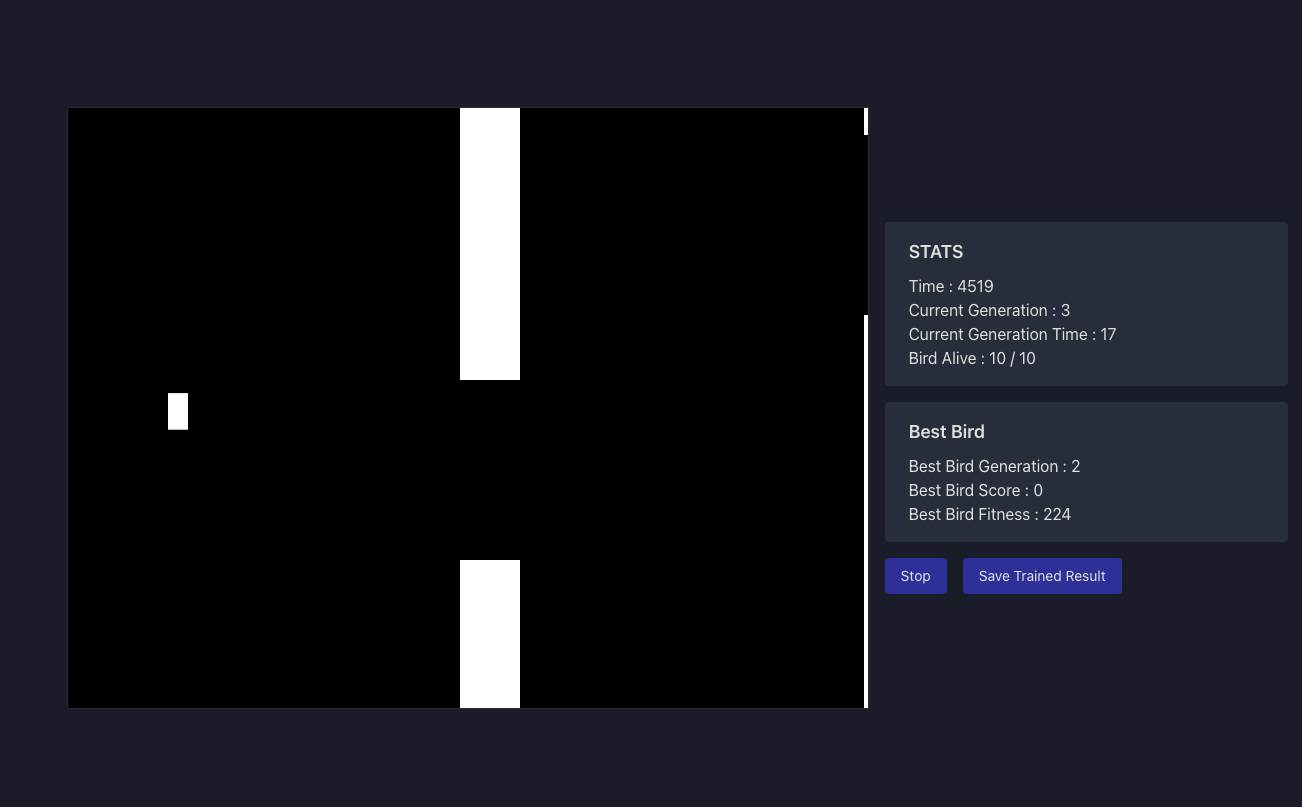 STATS
Time : 4519
Current Generation : 3
Current Generation Time : 17
Bird Alive : 10 / 10
Best Bird
Best Bird Generation : 2
Best Bird Score : 0
Best Bird Fitness : 224
Stop
Save Trained Result